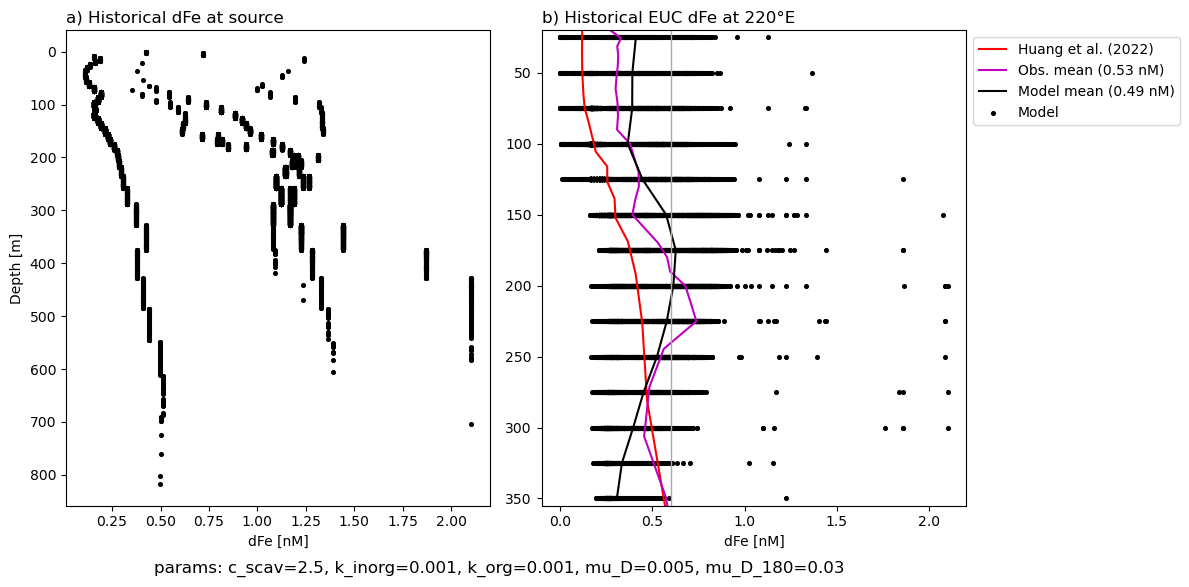 a) Historical dFe at source
b) Historical EUC dFe at 220°E
Depth [m]
0
100
200
300
400
500
600
700
800
0.25
0.50
0.75
1.00
1.25
1.50
1.75
2.00
dFe [nM]
50
100
150
200
250
300
350
0.0
0.5
1.0
1.5
2.0
dFe [nM]
Huang et al. (2022)
Obs. mean (0.53 nM)
Model mean (0.49 nM)
Model
params: c_scav=2.5, k_inorg=0.001, k_org=0.001, mu_D=0.005, mu_D_180=0.03